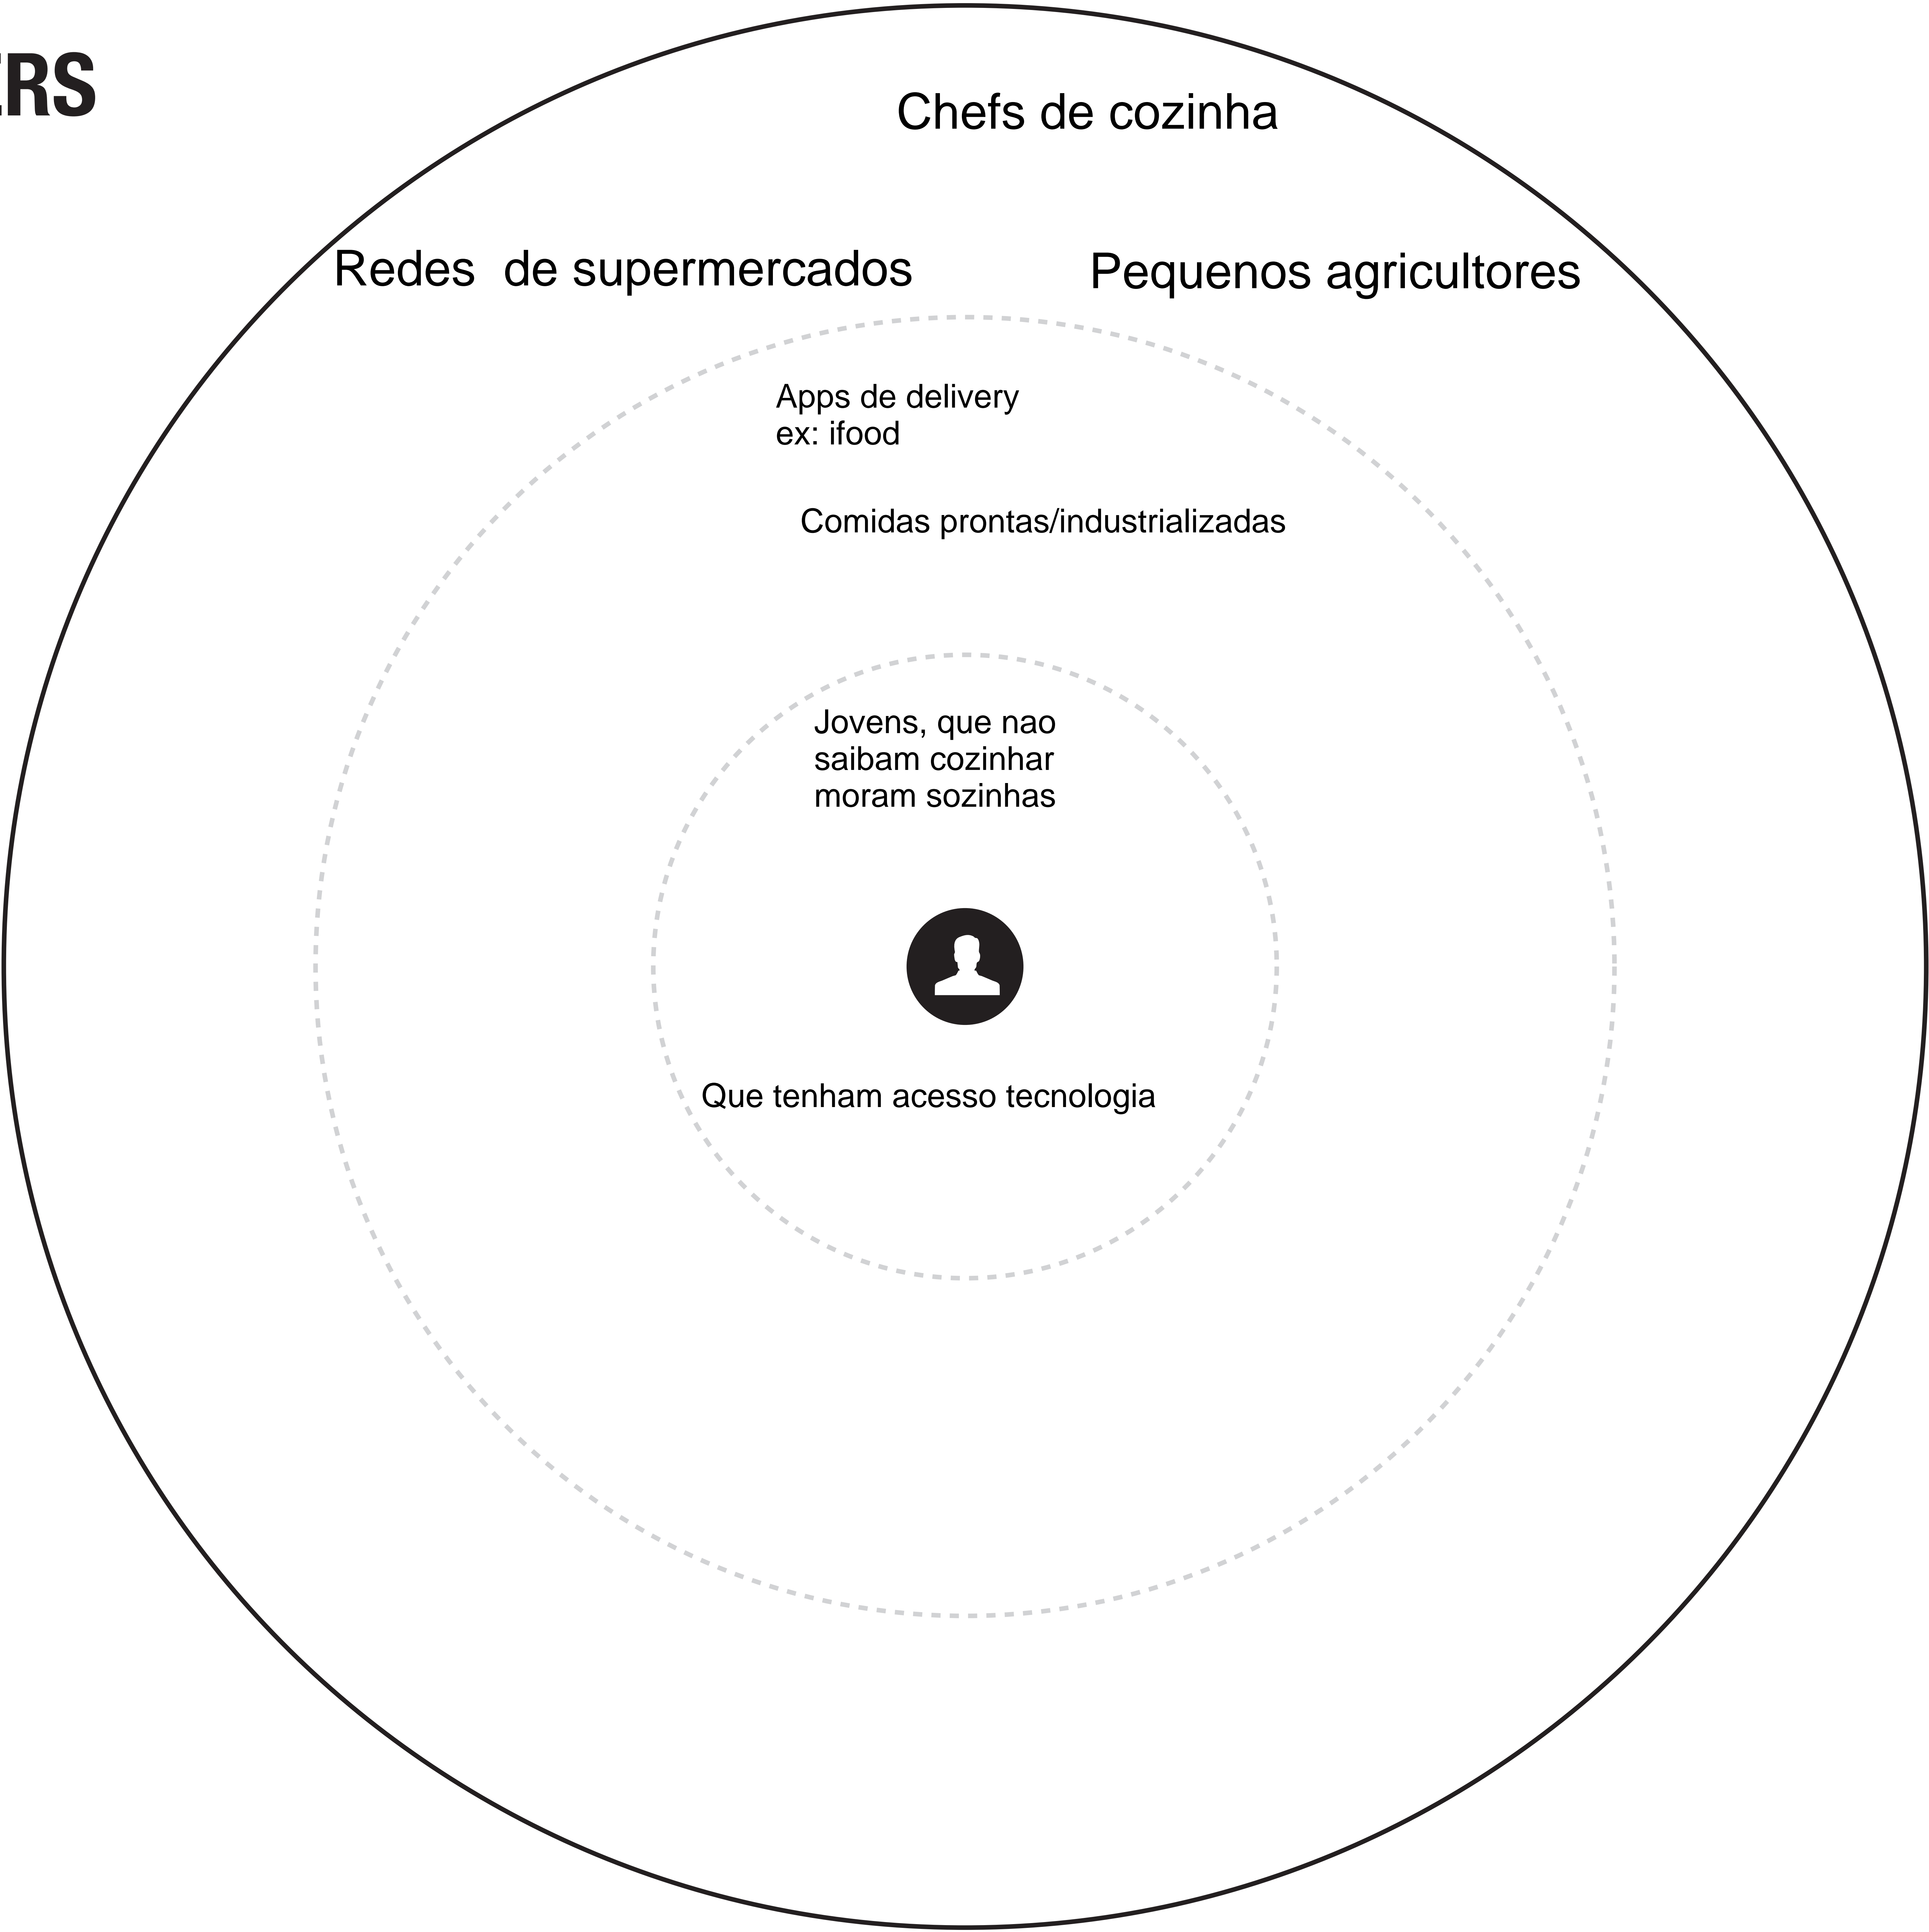 ERS
Chefs de cozinha
Redes  de supermercados
Pequenos agricultores
Apps de delivery
ex: ifood
Comidas prontas/industrializadas
Jovens, que nao
saibam cozinhar
moram sozinhas
Que tenham acesso tecnologia